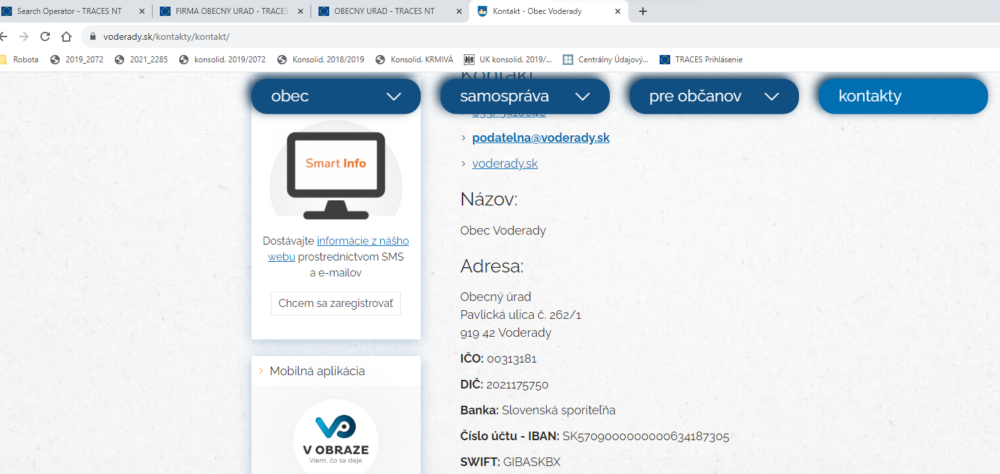 Search Operator - TRACES NT
FIRMA OBECNY URAD - TRACES
OBECNY URAD - TRACES NT
Kontakt - Obec Voderady
voderady.sk/kontakty/kontakt/
Robota
2019_2072
2021_2285
konsolid. 2019/2072
Konsolid. 2018/2019
Konsolid. KRMIVÁ
UK konsolid. 2019/...
Centrálny Údajový...
TRACES Prihlásenie
Kontakt
obec
samospráva
pre občanov
kontakty
podatelna@voderady.sk
voderady.sk
Smart Info
Dostávajte informácie z nášho
webu prostredníctvom SMS
a e-mailov
Chcem sa zaregistrovať
Mobilná aplikácia
V OBRAZE
Viem, čo sa deje
Názov:
Obec Voderady
Adresa:
Obecný úrad
Pavlická ulica č. 262/1
919 42 Voderady
IČO: 00313181
DIČ: 2021175750
Banka: Slovenská sporiteľňa
Číslo účtu - IBAN: SK5709000000000634187305
SWIFT: GIBASKBX